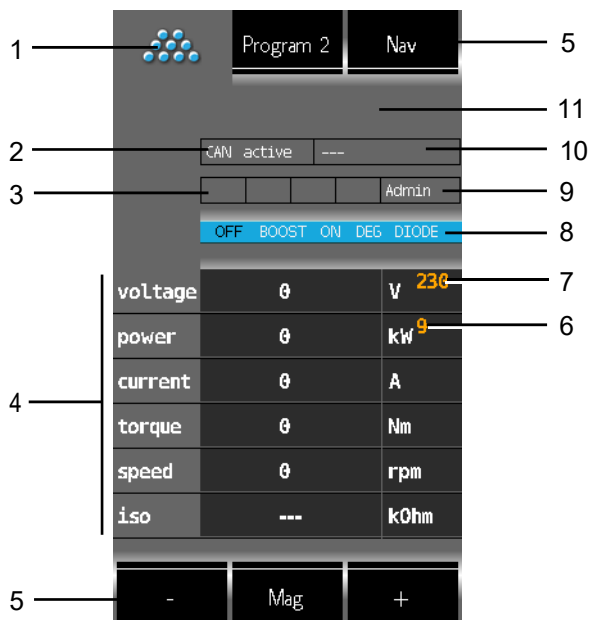 1 Program 2 Nav 5
11
2 CAN active --- 10
3 Admin 9
OFF BOOST ON DEG DIODE 8
voltage 0 V 230 7
power 0 kW 9 6
current 0 A
4
torque 0 Nm
speed 0 rpm
iso --- kOhm
5 - Mag +